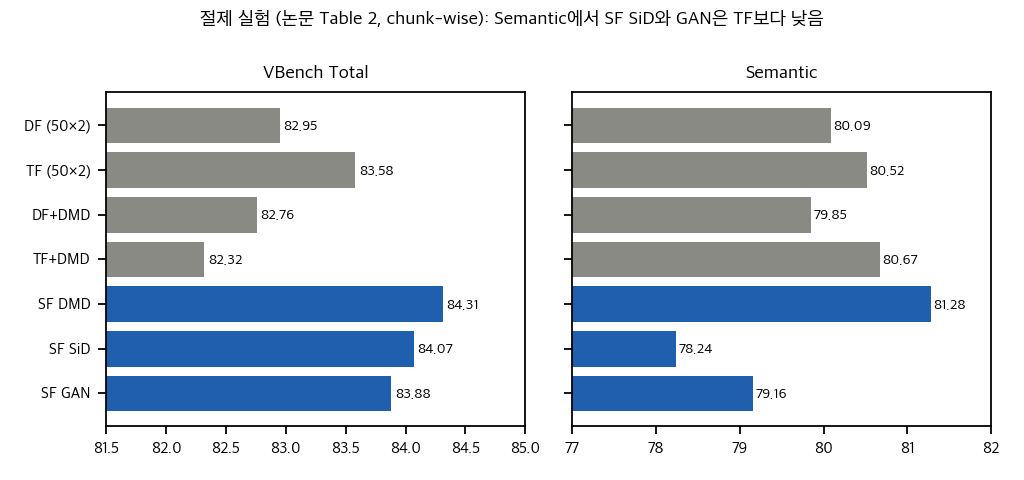 절제 실험 (논문 Table 2, chunk-wise): Semantic에서 SF SiD와 GAN은 TF보다 낮음
VBench Total
DF (50×2)
82.95
TF (50×2)
83.58
DF+DMD
82.76
TF+DMD
82.32
SF DMD
84.31
SF SiD
84.07
SF GAN
83.88
81.5 82.0 82.5 83.0 83.5 84.0 84.5 85.0
Semantic
80.09
80.52
79.85
80.67
81.28
78.24
79.16
77 78 79 80 81 82